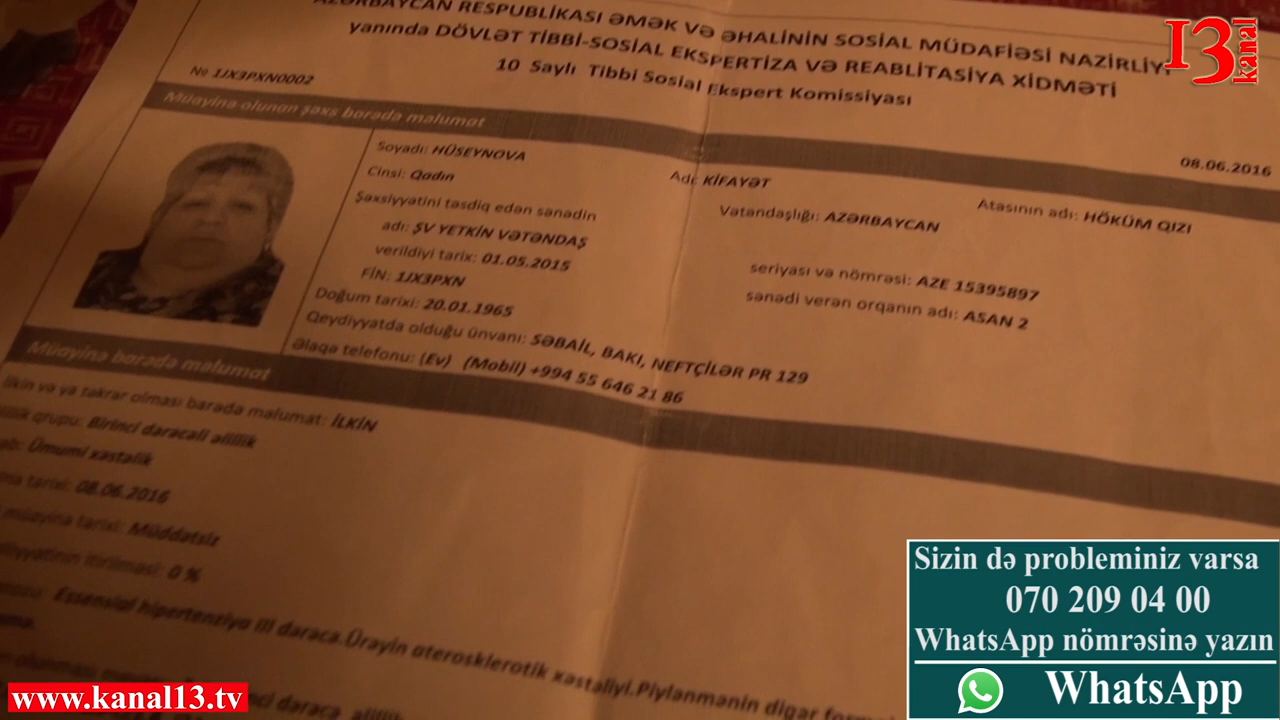 AZƏRBAYCAN RESPUBLİKASI ƏMƏK VƏ ƏHALİNİN SOSİAL MÜDAFİƏSİ NAZİRLİYİ
yanında DÖVLƏT TİBBİ-SOSİAL EKSPERTİZA VƏ REABLİTASİYA XİDMƏTİ
10 Saylı Tibbi Sosial Ekspert Komissiyası
13 kanal
№ 1JX3PXN0002
08.06.2016
Müayinə olunan şəxs barədə məlumat
Soyadı: HÜSEYNOVA Adı: KİFAYƏT Atasının adı: HÖKÜM QIZI
Cinsi: Qadın Vətəndaşlığı: AZƏRBAYCAN
Şəxsiyyətini təsdiq edən sənədin
adı: ŞV YETKİN VƏTƏNDAŞ seriyası və nömrəsi: AZE 15395897
verildiyi tarix: 01.05.2015 sənədi verən orqanın adı: ASAN 2
FİN: 1JX3PXN
Doğum tarixi: 20.01.1965
Qeydiyyatda olduğu ünvanı: SƏBAİL, BAKI, NEFTÇİLƏR PR 129
Əlaqə telefonu: (Ev) (Mobil) +994 55 646 21 86
Müayinə barədə məlumat
İlkin və ya təkrar olması barədə məlumat: İLKİN
qrupu: Birinci dərəcəli əlillik
Ümumi xəstəlik
tarixi: 08.06.2016
müayinə tarixi: Müddətsiz
itirilməsi: 0 %
Essensial hipertenziya III dərəcə.Ürəyin aterosklerotik xəstəliyi.Piylənmənin digər
dərəcə əlillik
Sizin də probleminiz varsa
070 209 04 00
WhatsApp nömrəsinə yazın
WhatsApp
www.kanal13.tv